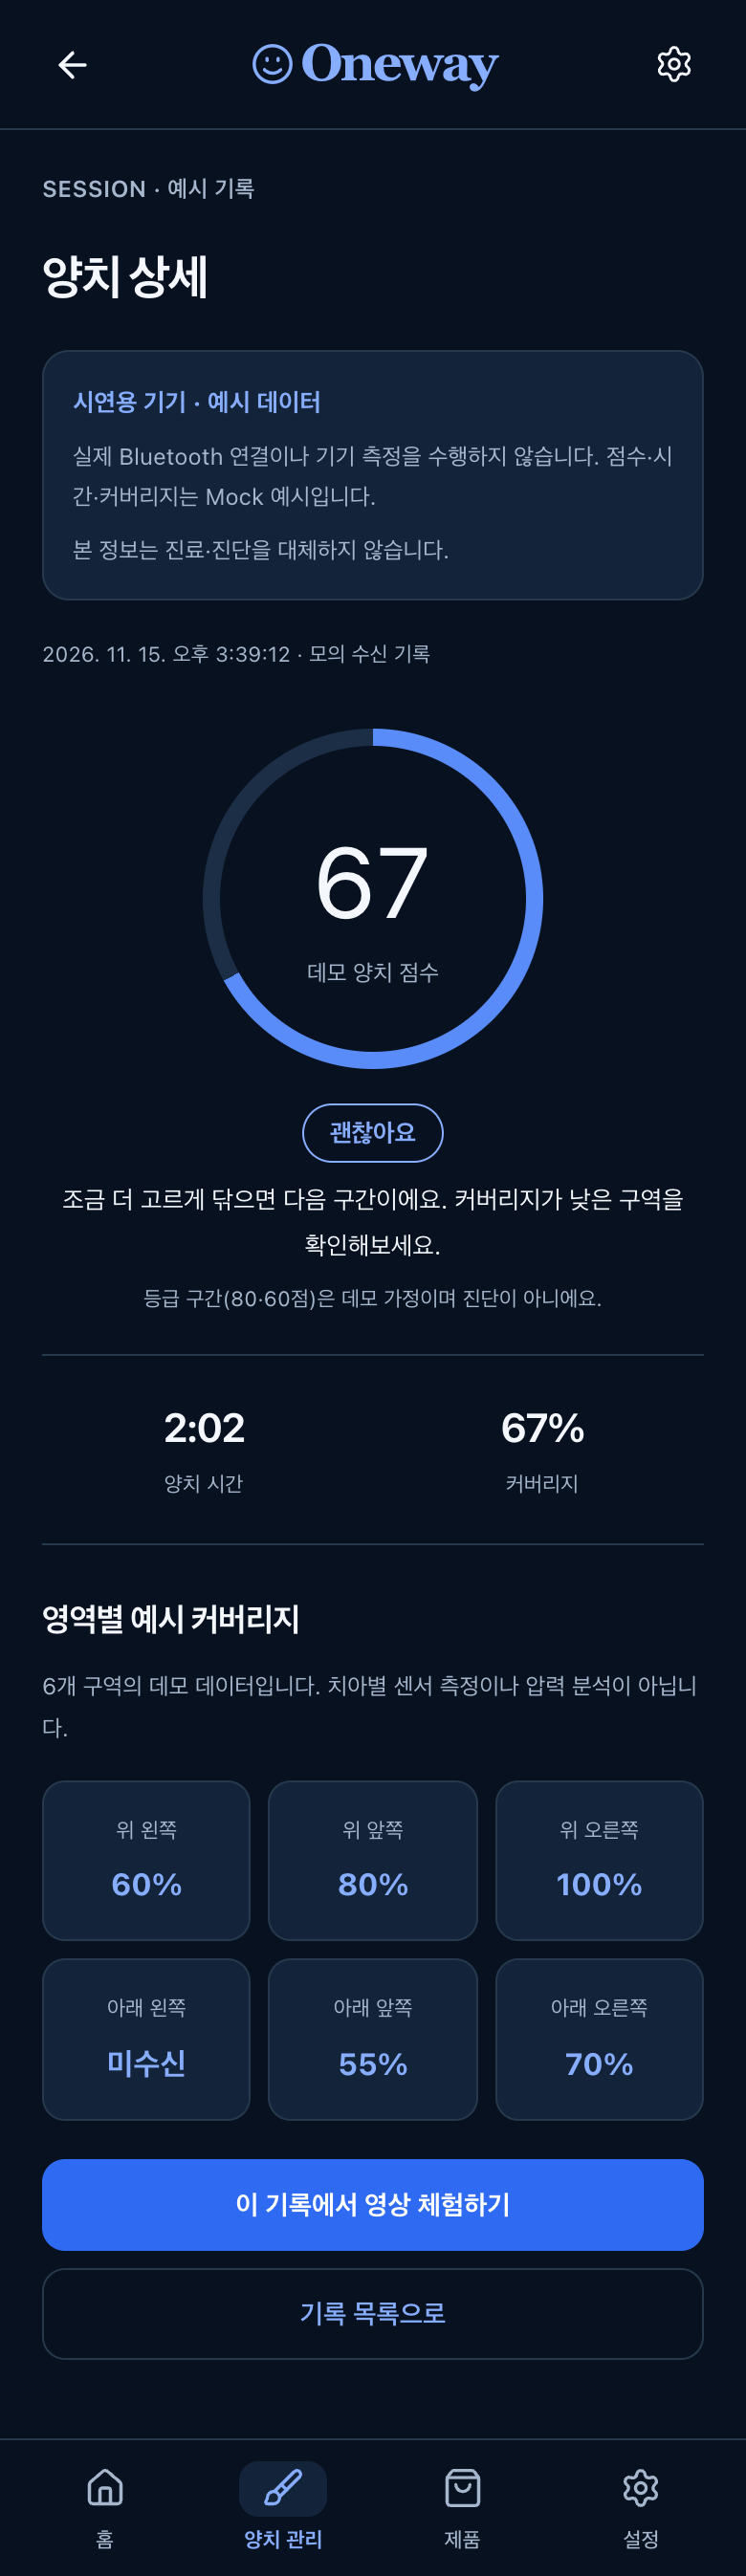 Oneway
SESSION · 예시 기록
양치 상세
시연용 기기 · 예시 데이터
실제 Bluetooth 연결이나 기기 측정을 수행하지 않습니다. 점수·시
간·커버리지는 Mock 예시입니다.
본 정보는 진료·진단을 대체하지 않습니다.
2026. 11. 15. 오후 3:39:12 · 모의 수신 기록
67
데모 양치 점수
괜찮아요
조금 더 고르게 닦으면 다음 구간이에요. 커버리지가 낮은 구역을
확인해보세요.
등급 구간(80·60점)은 데모 가정이며 진단이 아니에요.
2:02 67%
양치 시간 커버리지
영역별 예시 커버리지
6개 구역의 데모 데이터입니다. 치아별 센서 측정이나 압력 분석이 아닙니
다.
위 왼쪽 위 앞쪽 위 오른쪽
60% 80% 100%
아래 왼쪽 아래 앞쪽 아래 오른쪽
미수신 55% 70%
이 기록에서 영상 체험하기
기록 목록으로
홈 양치 관리 제품 설정